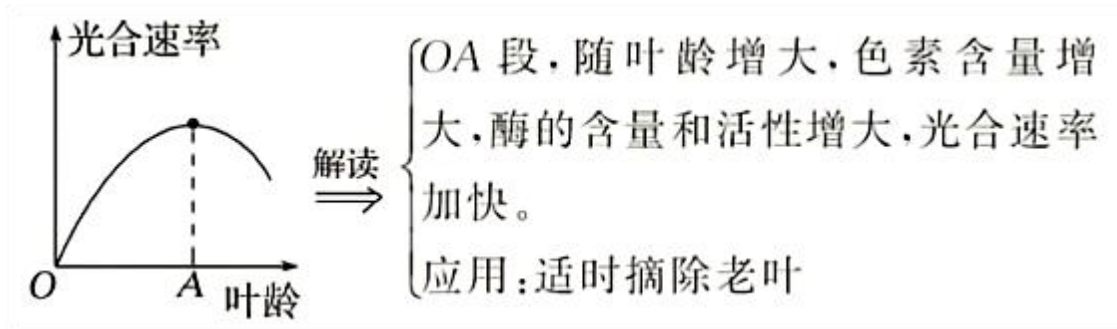 光合速率
O
A
叶龄
解读
OA 段,随叶龄增大,色素含量增
大,酶的含量和活性增大,光合速率
加快。
应用:适时摘除老叶